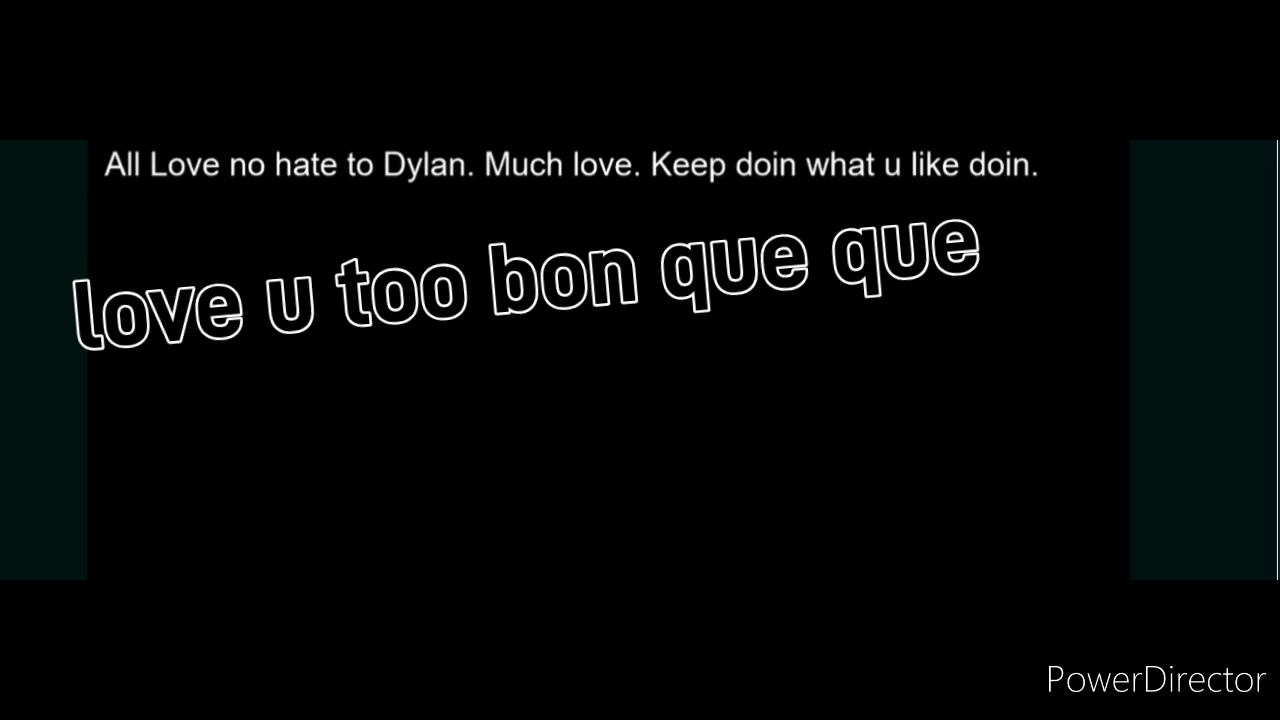 All Love no hate to Dylan. Much love. Keep doin what u like doin.
love u too bon que que
PowerDirector